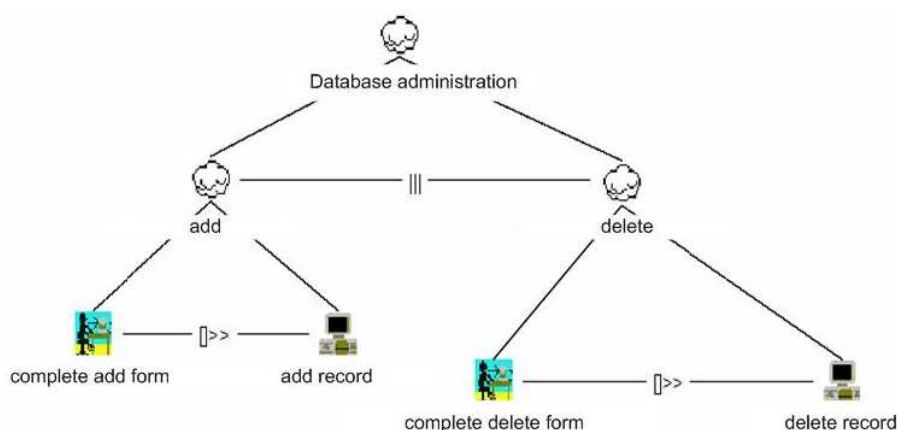 Database administration
|||
add
delete
[]>>
complete add form
add record
[]>>
complete delete form
delete record